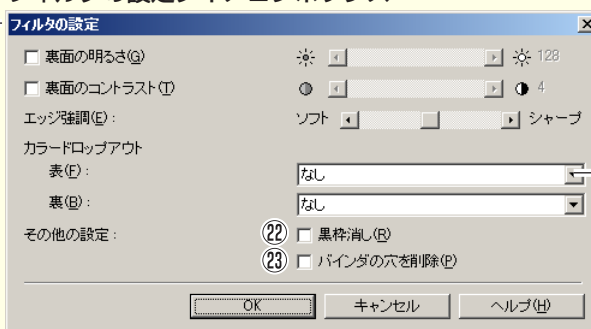 フィルタの設定
裏面の明るさ(G) 128
裏面のコントラスト(T) 4
エッジ強調(E): ソフト シャープ
カラードロップアウト
表(F): なし
裏(B): なし
その他の設定: ㉒ 黒枠消し(R)
㉓ バインダの穴を削除(P)
OK キャンセル ヘルプ(H)